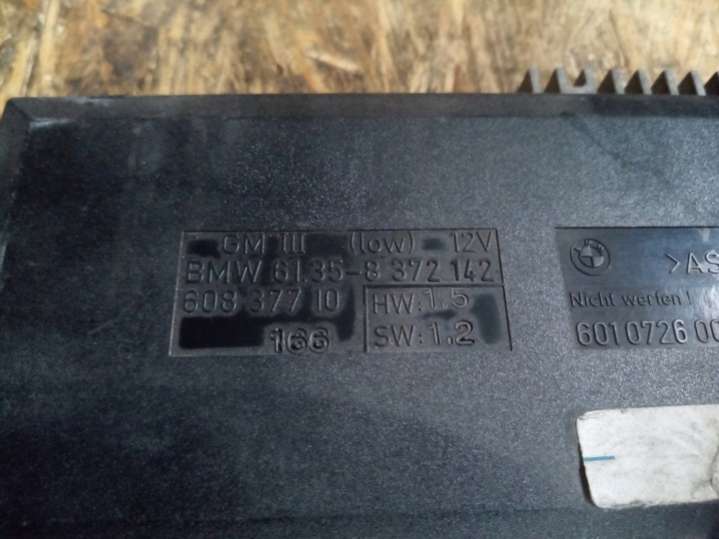 GM III (low) 12V
BMW 61.35-8 372 142
608 377 10
HW:1.5
166
SW:1.2
>AS
Nicht werfen!
6010726 00